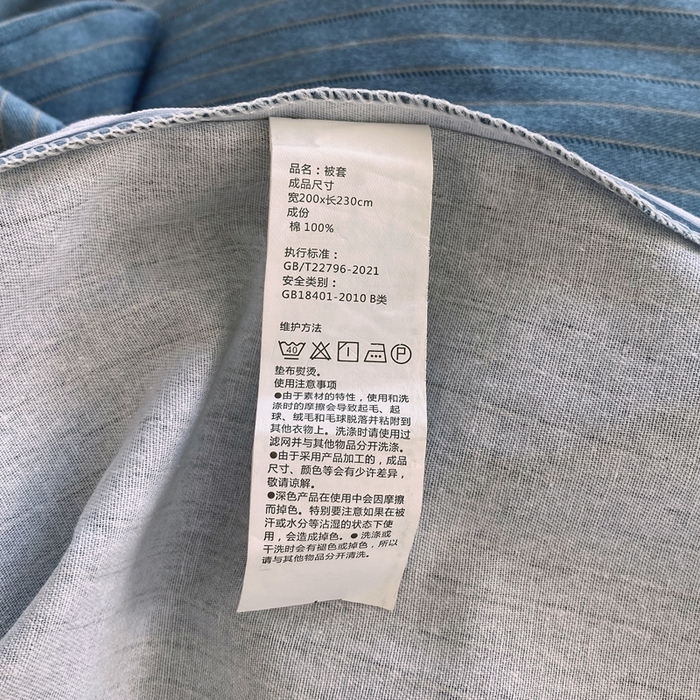 品名：被套
成品尺寸
宽200x长230cm
成份
棉 100%
执行标准：
GB/T22796-2021
安全类别：
GB18401-2010 B类
维护方法
40 P
垫布熨烫。
使用注意事项
●由于素材的特性，使用和洗
涤时的摩擦会导致起毛、起
球、绒毛和毛球脱落并粘附到
其他衣物上。洗涤时请使用过
滤网并与其他物品分开洗涤。
●由于采用产品加工的，成品
尺寸、颜色等会有少许差异，
敬请谅解。
●深色产品在使用中会因摩擦
而掉色。特别要注意如果在被
汗或水分等沾湿的状态下使
用，会造成掉色。● 洗涤或
干洗时会有褪色或掉色，所以
请与其他物品分开清洗。